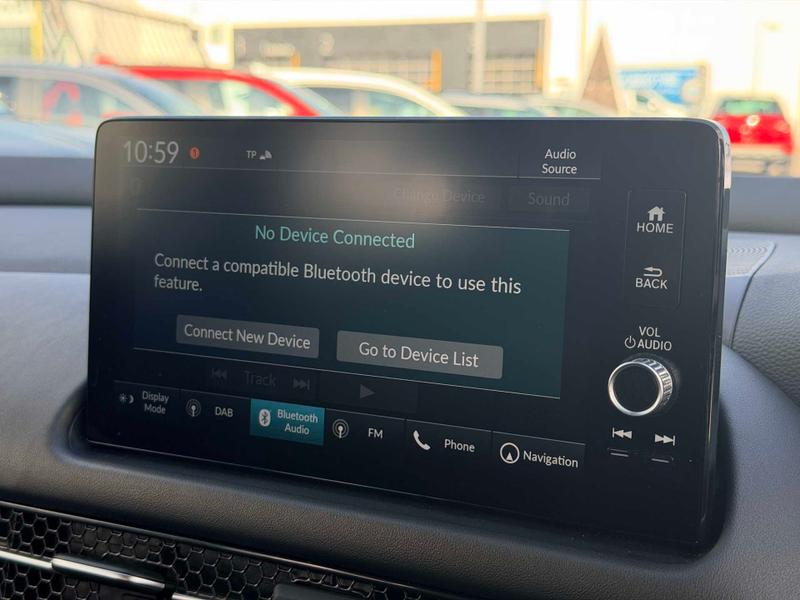 10:59
TP
Audio
Source
Change Device
Sound
No Device Connected
Connect a compatible Bluetooth device to use this
feature.
Connect New Device
Go to Device List
Track
Display
Mode
DAB
Bluetooth
Audio
FM
Phone
Navigation
HOME
BACK
VOL
AUDIO